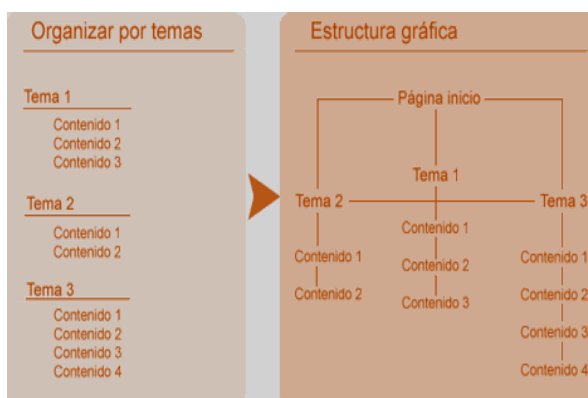 Organizar por temas
Tema 1
Contenido 1
Contenido 2
Contenido 3
Tema 2
Contenido 1
Contenido 2
Tema 3
Contenido 1
Contenido 2
Contenido 3
Contenido 4
Estructura gráfica
Página inicio
Tema 1
Tema 2
Tema 3
Contenido 1
Contenido 2
Contenido 1
Contenido 2
Contenido 3
Contenido 1
Contenido 2
Contenido 3
Contenido 4